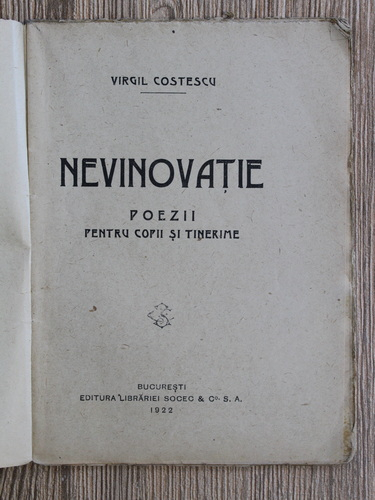 VIRGIL COSTESCU
NEVINOVAȚIE
POEZII
PENTRU COPII ȘI TINERIME
BUCUREȘTI
EDITURA LIBRĂRIEI SOCEC & Co. S. A.
1922